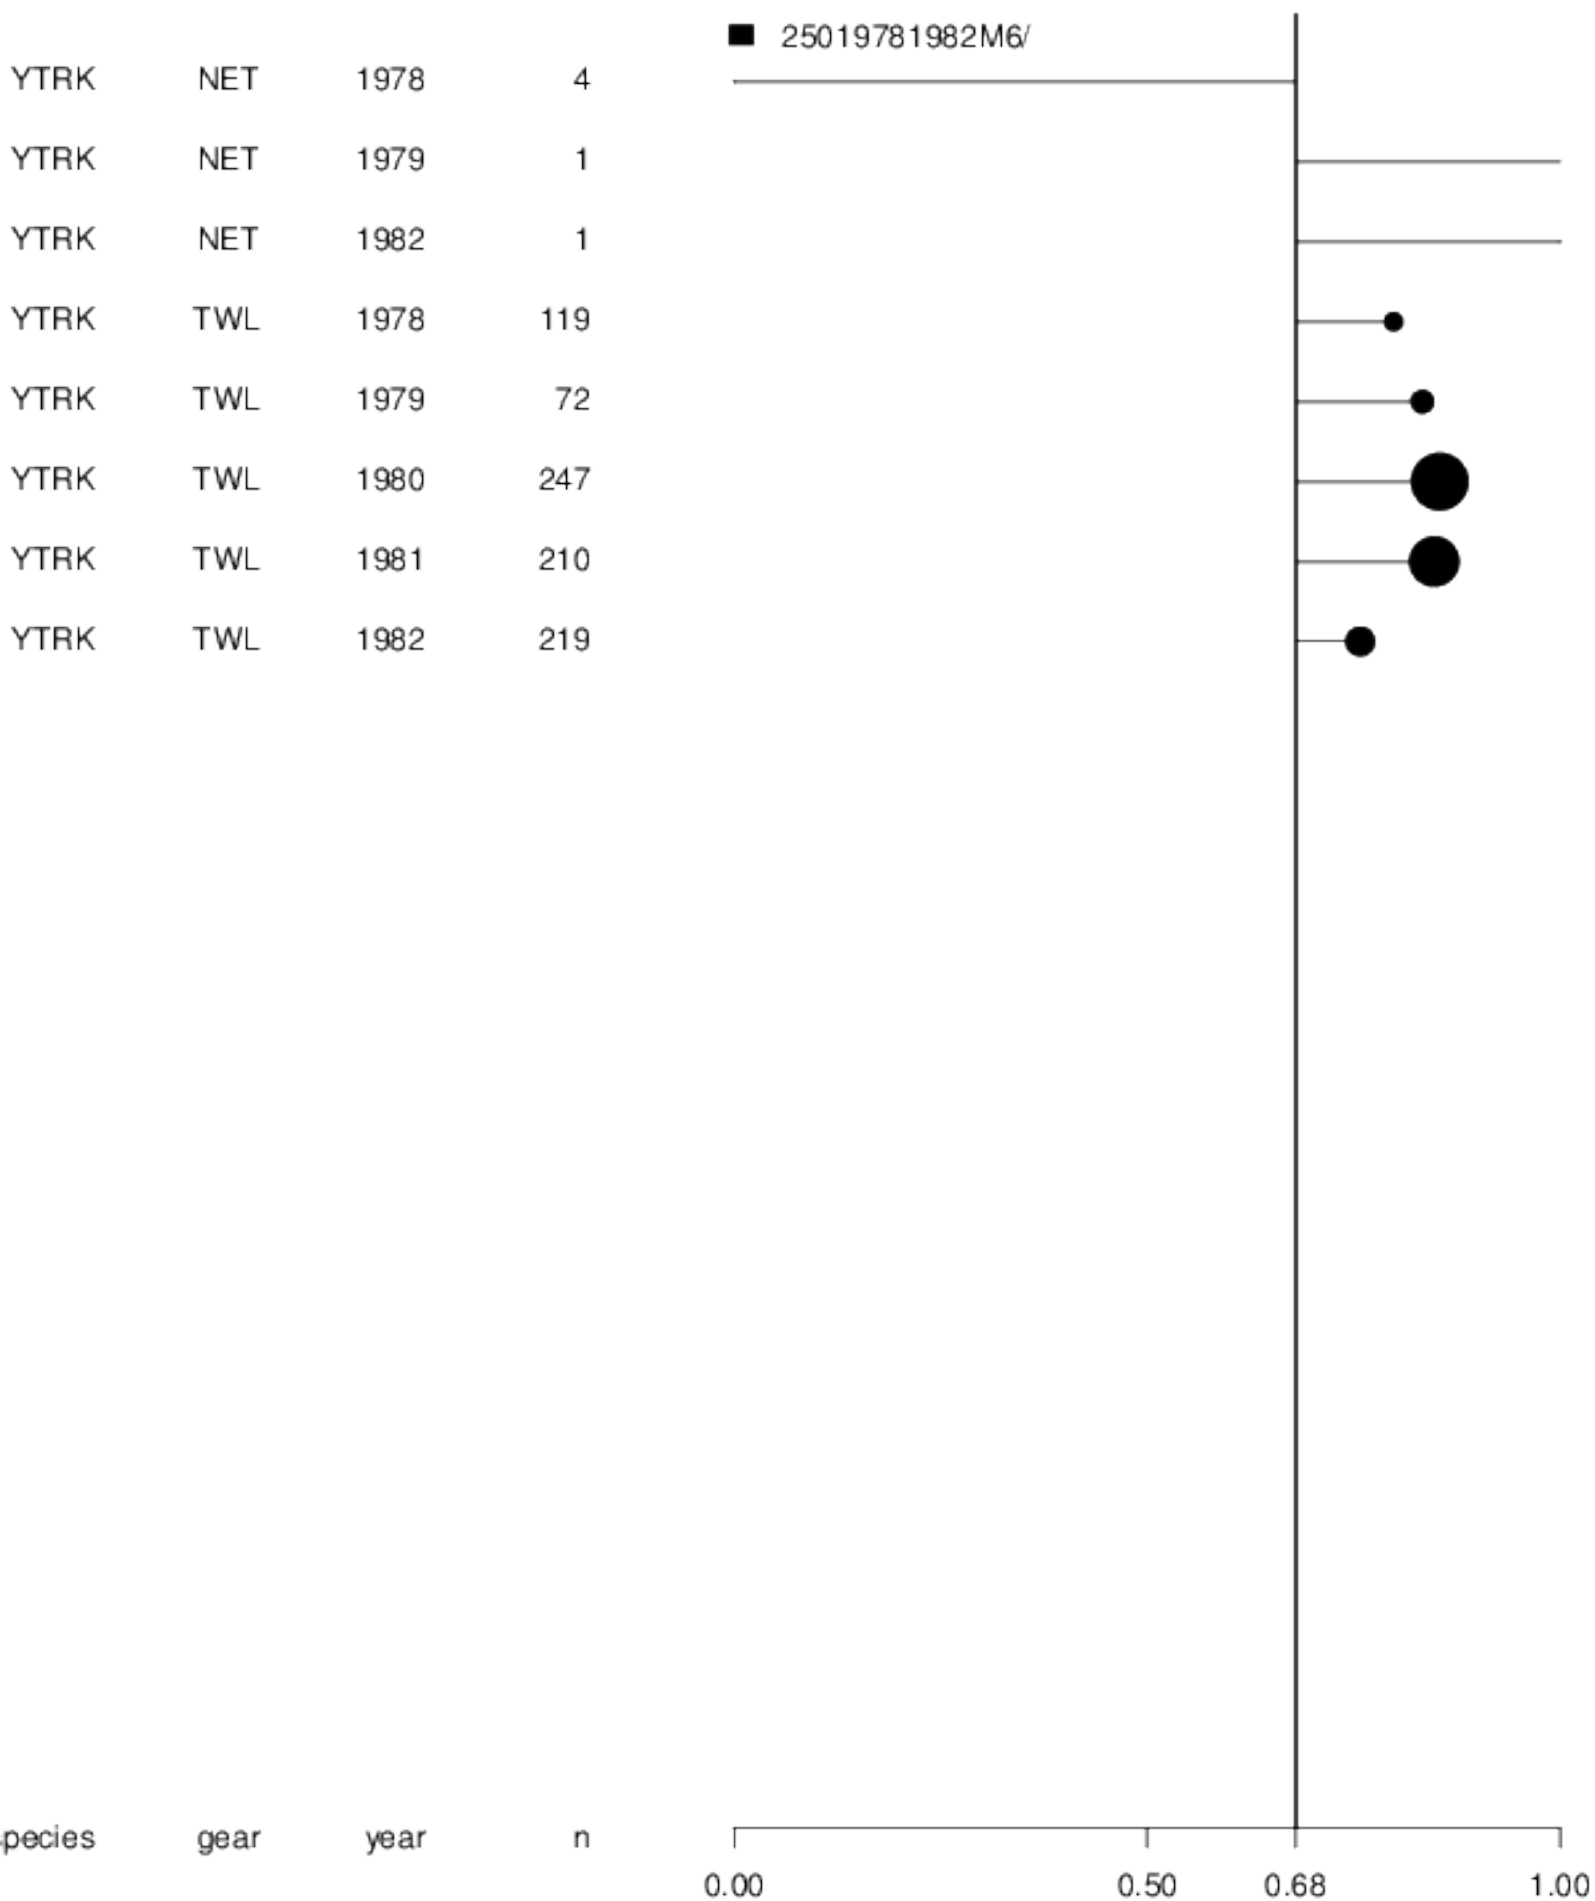 25019781982M6/
YTRK NET 1978 4
YTRK NET 1979 1
YTRK NET 1982 1
YTRK TWL 1978 119
YTRK TWL 1979 72
YTRK TWL 1980 247
YTRK TWL 1981 210
YTRK TWL 1982 219
pecies gear year n
0.00 0.50 0.68 1.00